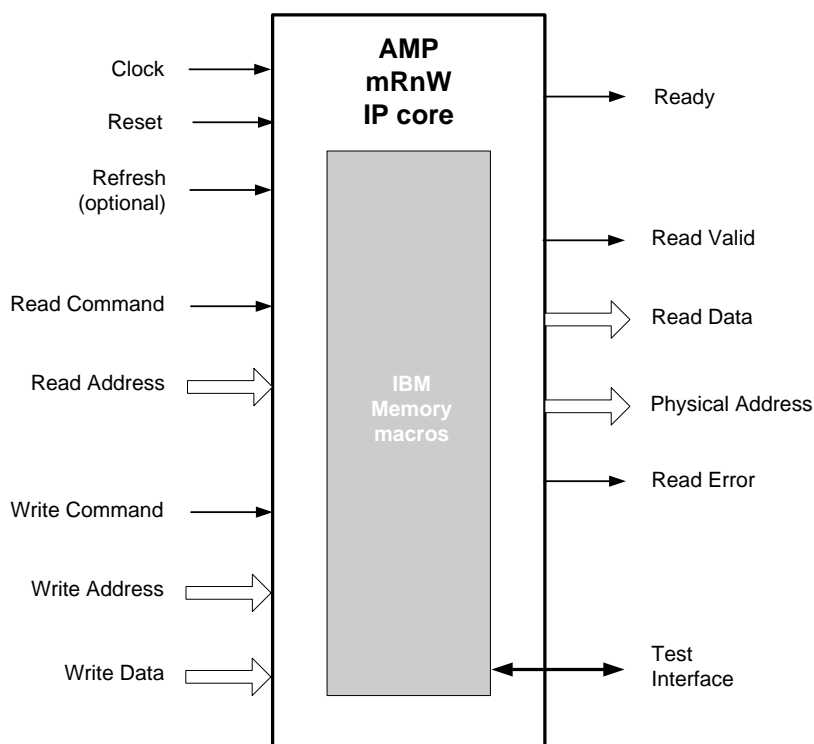 AMP
mRnW
IP core
Clock
Reset
Refresh
(optional)
Read Command
Read Address
Write Command
Write Address
Write Data
IBM
Memory
macros
Ready
Read Valid
Read Data
Physical Address
Read Error
Test
Interface